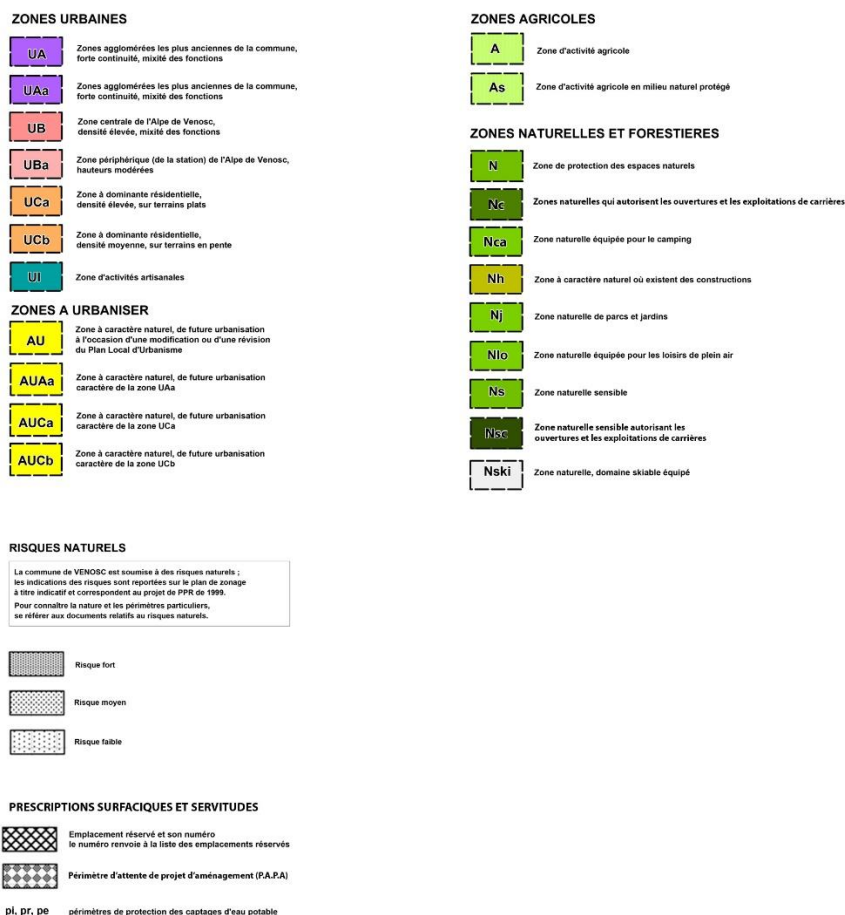 ZONES URBAINES
UA
Zones agglomérées les plus anciennes de la commune,
forte continuité, mixité des fonctions
UAa
Zones agglomérées les plus anciennes de la commune,
forte continuité, mixité des fonctions
UB
Zone centrale de l'Alpe de Venosc,
densité élevée, mixité des fonctions
UBa
Zone périphérique (de la station) de l'Alpe de Venosc,
hauteurs modérées
UCa
Zone à dominante résidentielle,
densité élevée, sur terrains plats
UCb
Zone à dominante résidentielle,
densité moyenne, sur terrains en pente
UI
Zone d'activités artisanales
ZONES A URBANISER
AU
Zone à caractère naturel, de future urbanisation
à l'occasion d'une modification ou d'une révision
du Plan Local d'Urbanisme
AUAa
Zone à caractère naturel, de future urbanisation
caractère de la zone UAa
AUCa
Zone à caractère naturel, de future urbanisation
caractère de la zone UCa
AUCb
Zone à caractère naturel, de future urbanisation
caractère de la zone UCb
ZONES AGRICOLES
A
Zone d'activité agricole
As
Zone d'activité agricole en milieu naturel protégé
ZONES NATURELLES ET FORESTIERES
N
Zone de protection des espaces naturels
Nc
Zones naturelles qui autorisent les ouvertures et les exploitations de carrières
Nca
Zone naturelle équipée pour le camping
Nh
Zone à caractère naturel où existent des constructions
Nj
Zone naturelle de parcs et jardins
Nlo
Zone naturelle équipée pour les loisirs de plein air
Ns
Zone naturelle sensible
Nsc
Zone naturelle sensible autorisant les
ouvertures et les exploitations de carrières
Nski
Zone naturelle, domaine skiable équipé
RISQUES NATURELS
La commune de VENOSC est soumise à des risques naturels ;
les indications des risques sont reportées sur le plan de zonage
à titre indicatif et correspondent au projet de PPR de 1999.
Pour connaître la nature et les périmètres particuliers,
se référer aux documents relatifs au risques naturels.
Risque fort
Risque moyen
Risque faible
PRESCRIPTIONS SURFACIQUES ET SERVITUDES
Emplacement réservé et son numéro
le numéro renvoie à la liste des emplacements réservés
Périmètre d'attente de projet d'aménagement (P.A.P.A)
pi, pr, pe périmètres de protection des captages d'eau potable